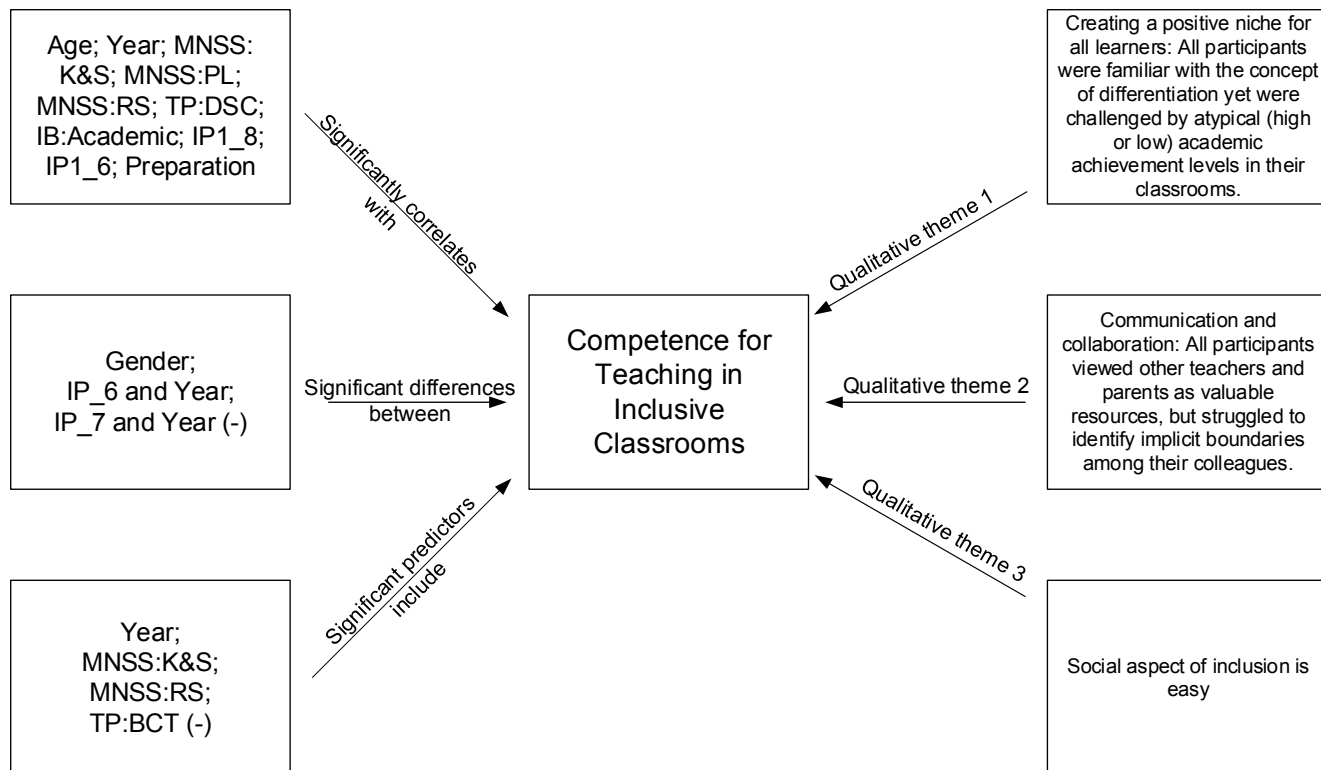 Age; Year; MNSS:
K&S; MNSS:PL;
MNSS:RS; TP:DSC;
IB:Academic; IP1_8;
IP1_6; Preparation
Significantly correlates
with
Gender;
IP_6 and Year;
IP_7 and Year (-)
Significant differences
between
Year;
MNSS:K&S;
MNSS:RS;
TP:BCT (-)
Significant predictors
include
Competence for
Teaching in
Inclusive
Classrooms
Creating a positive niche for
all learners: All participants
were familiar with the concept
of differentiation yet were
challenged by atypical (high
or low) academic
achievement levels in their
classrooms.
Qualitative theme 1
Communication and
collaboration: All participants
viewed other teachers and
parents as valuable
resources, but struggled to
identify implicit boundaries
among their colleagues.
Qualitative theme 2
Qualitative theme 3
Social aspect of inclusion is
easy